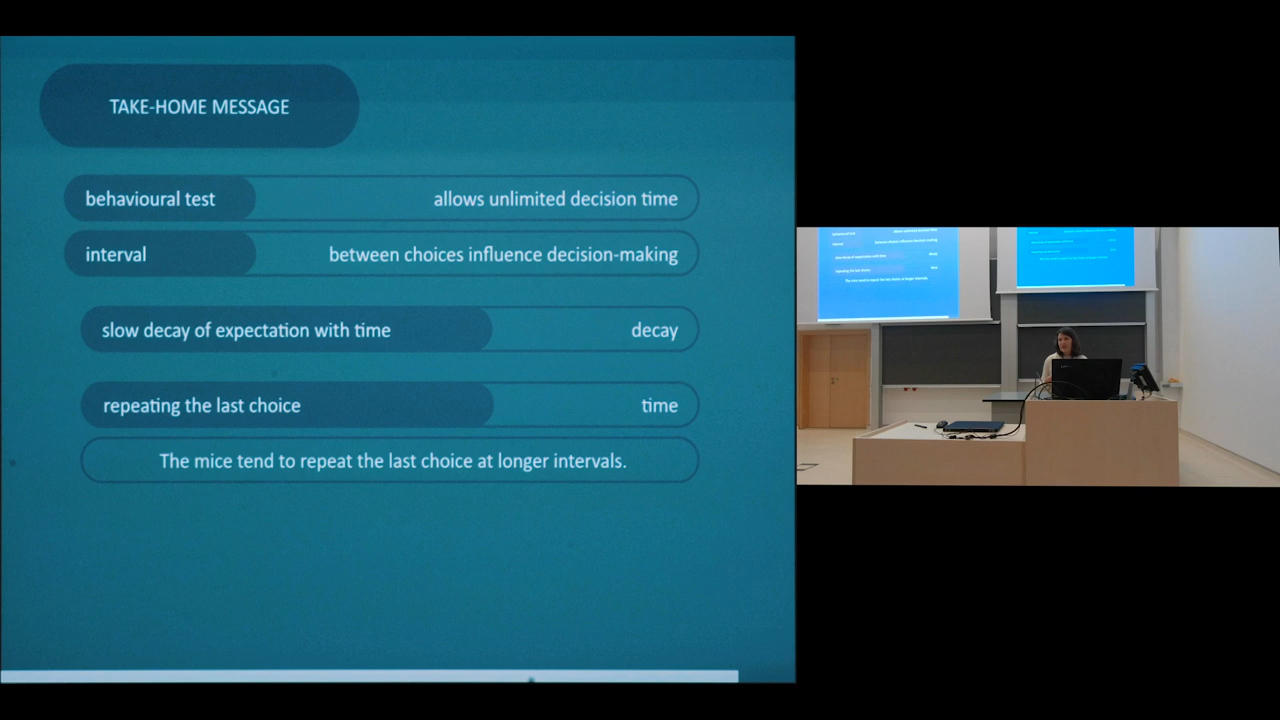 TAKE-HOME MESSAGE
behavioural test allows unlimited decision time
interval between choices influence decision-making
slow decay of expectation with time decay
repeating the last choice time
The mice tend to repeat the last choice at longer intervals.